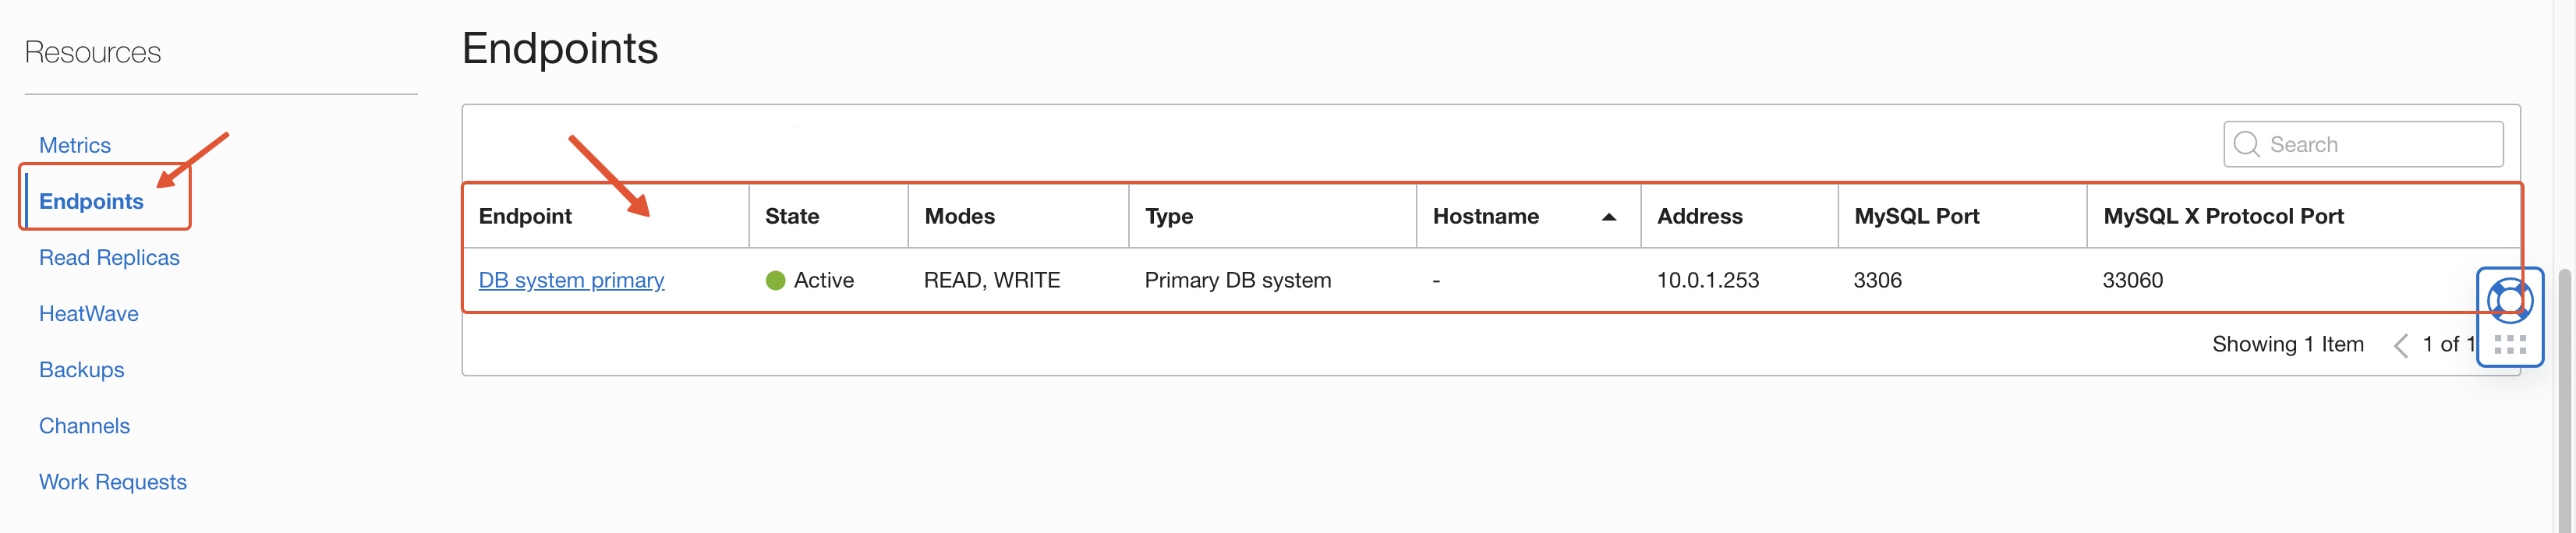 Resources
Metrics
Endpoints
Read Replicas
HeatWave
Backups
Channels
Work Requests
Endpoints
Search
Endpoint State Modes Type Hostname Address MySQL Port MySQL X Protocol Port
DB system primary Active READ, WRITE Primary DB system - 10.0.1.253 3306 33060
Showing 1 Item 1 of 1